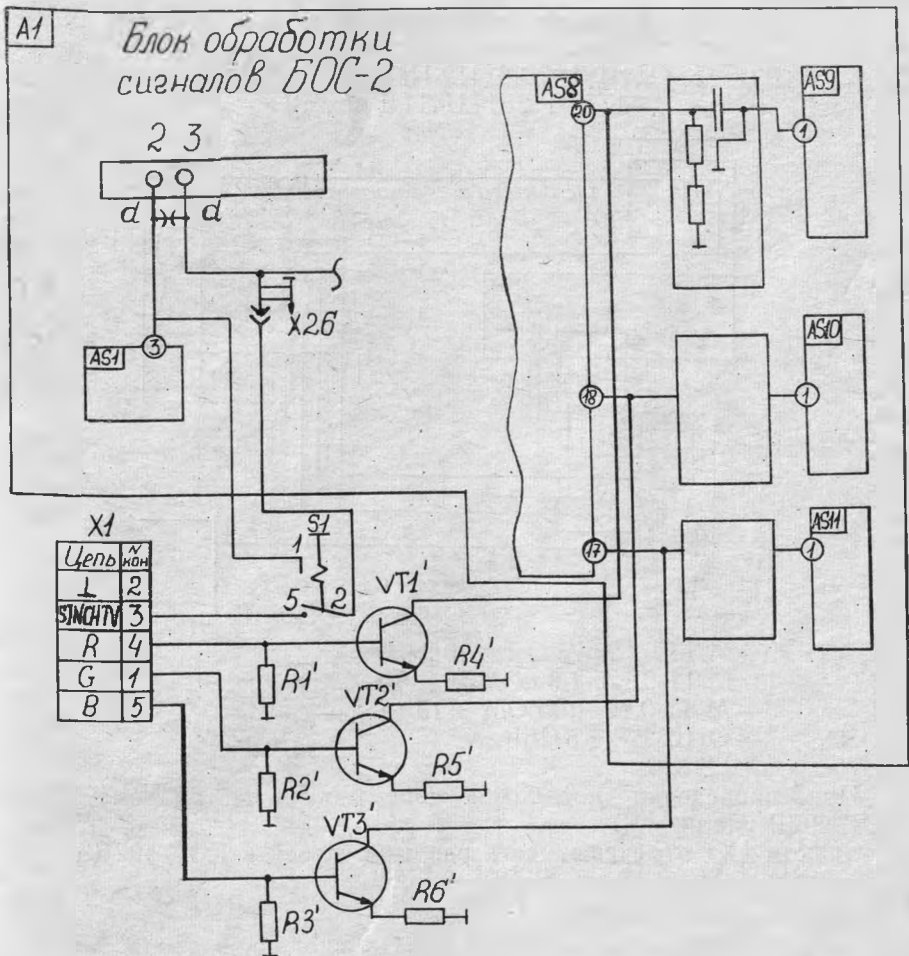 A1
Блок обработки
сигналов БОС-2
2 3
d d
X2б
AS1
3
AS8
20
18
17
AS9
1
AS10
1
AS11
1
X1
Цепь N кон
⊥ 2
SINCHTV 3
R 4
G 1
B 5
S1
1
5 2
VT1'
R1'
R4'
VT2'
R2'
R5'
VT3'
R3'
R6'